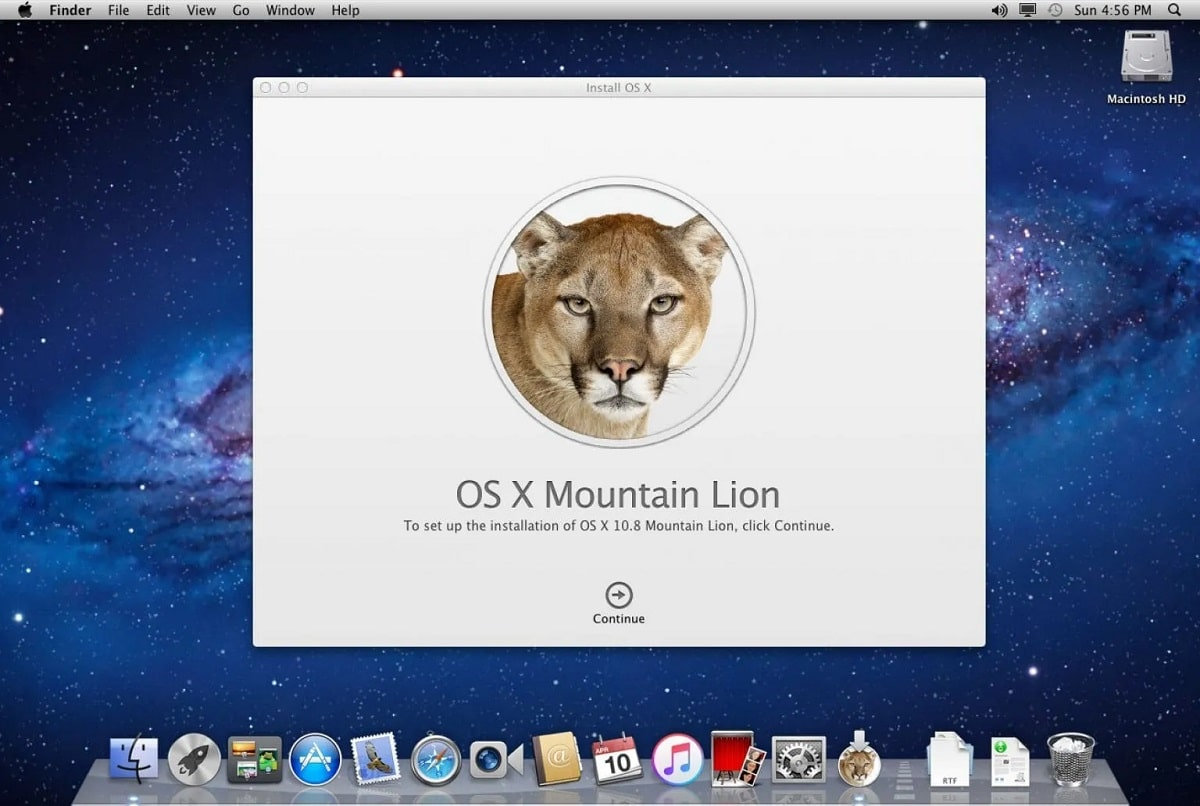 Finder File Edit View Go Window Help Sun 4:56 PM
Macintosh HD
Install OS X
OS X Mountain Lion
To set up the installation of OS X 10.8 Mountain Lion, click Continue.
Continue
APR
10
@
RTF